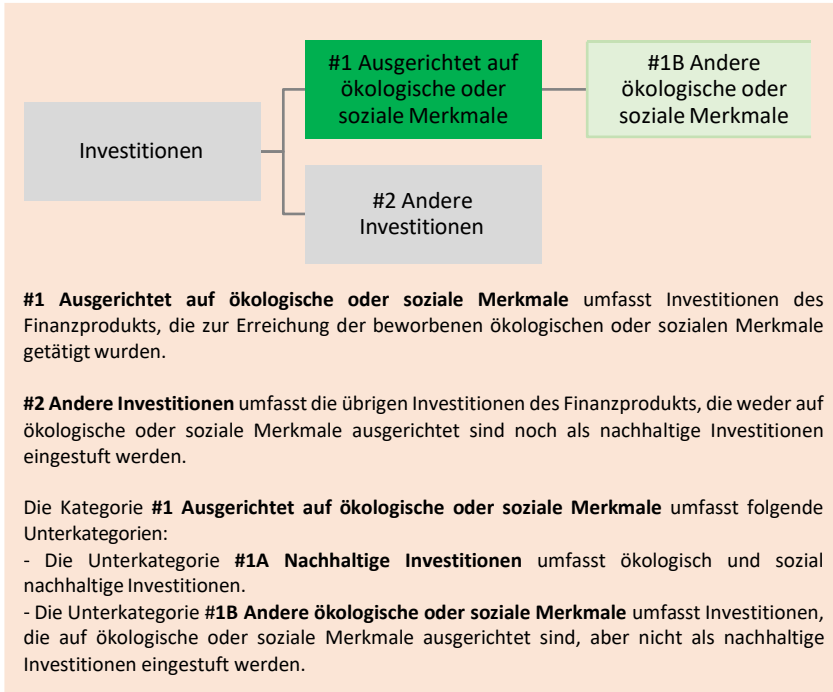 #1 Ausgerichtet auf
ökologische oder
soziale Merkmale
#1B Andere
ökologische oder
soziale Merkmale
Investitionen
#2 Andere
Investitionen
#1 Ausgerichtet auf ökologische oder soziale Merkmale umfasst Investitionen des
Finanzprodukts, die zur Erreichung der beworbenen ökologischen oder sozialen Merkmale
getätigt wurden.
#2 Andere Investitionen umfasst die übrigen Investitionen des Finanzprodukts, die weder auf
ökologische oder soziale Merkmale ausgerichtet sind noch als nachhaltige Investitionen
eingestuft werden.
Die Kategorie #1 Ausgerichtet auf ökologische oder soziale Merkmale umfasst folgende
Unterkategorien:
- Die Unterkategorie #1A Nachhaltige Investitionen umfasst ökologisch und sozial
nachhaltige Investitionen.
- Die Unterkategorie #1B Andere ökologische oder soziale Merkmale umfasst Investitionen,
die auf ökologische oder soziale Merkmale ausgerichtet sind, aber nicht als nachhaltige
Investitionen eingestuft werden.